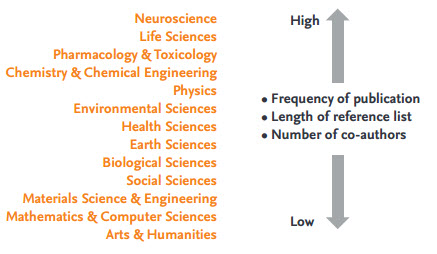 Neuroscience
Life Sciences
Pharmacology & Toxicology
Chemistry & Chemical Engineering
Physics
Environmental Sciences
Health Sciences
Earth Sciences
Biological Sciences
Social Sciences
Materials Science & Engineering
Mathematics & Computer Sciences
Arts & Humanities
High
• Frequency of publication
• Length of reference list
• Number of co-authors
Low